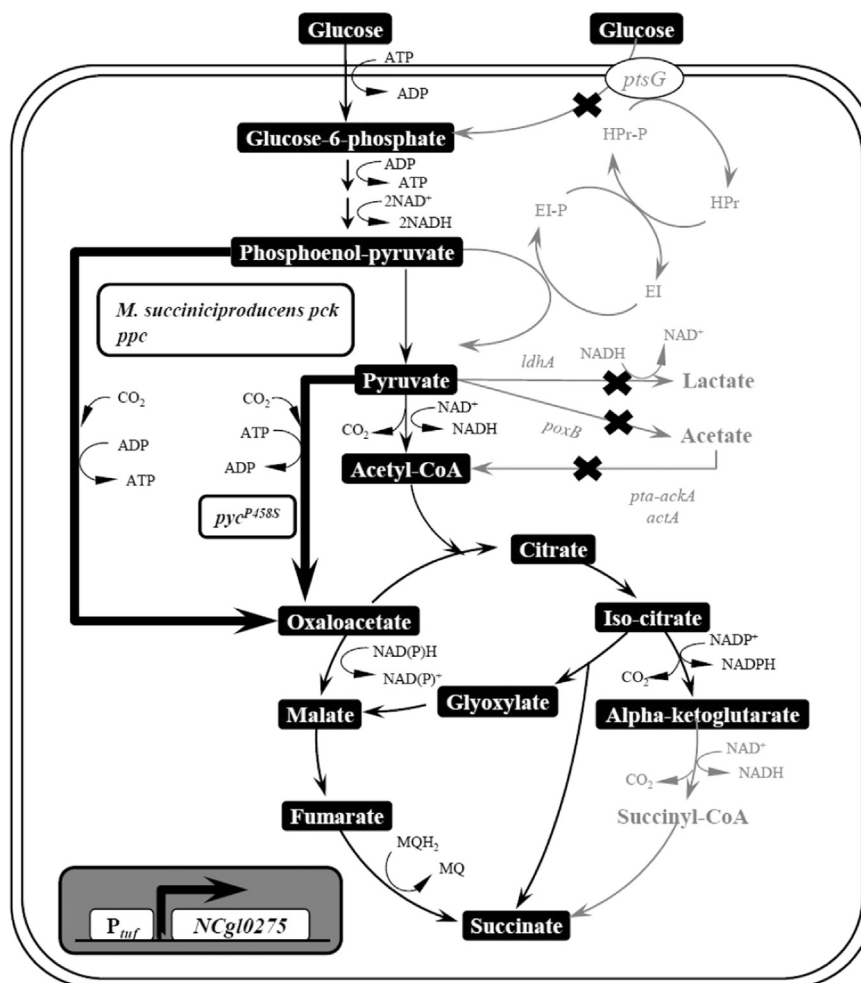 Glucose
Glucose
ATP
ADP
ptsG
Glucose-6-phosphate
HPr-P
HPr
ADP
ATP
2NAD⁺
2NADH
EI-P
EI
Phosphoenol-pyruvate
M. succiniciproducens pck
ppc
ldhA
NADH
NAD⁺
Pyruvate
Lactate
CO₂
CO₂
CO₂
NAD⁺
NADH
poxB
Acetate
ADP
ATP
ATP
ADP
Acetyl-CoA
pta-ackA
actA
pycᴾ⁴⁵⁸ˢ
Citrate
Oxaloacetate
Iso-citrate
NAD(P)H
NAD(P)⁺
NADP⁺
NADPH
CO₂
Glyoxylate
Malate
Alpha-ketoglutarate
NAD⁺
NADH
CO₂
Fumarate
Succinyl-CoA
MQH₂
MQ
Ptuf
NCgl0275
Succinate